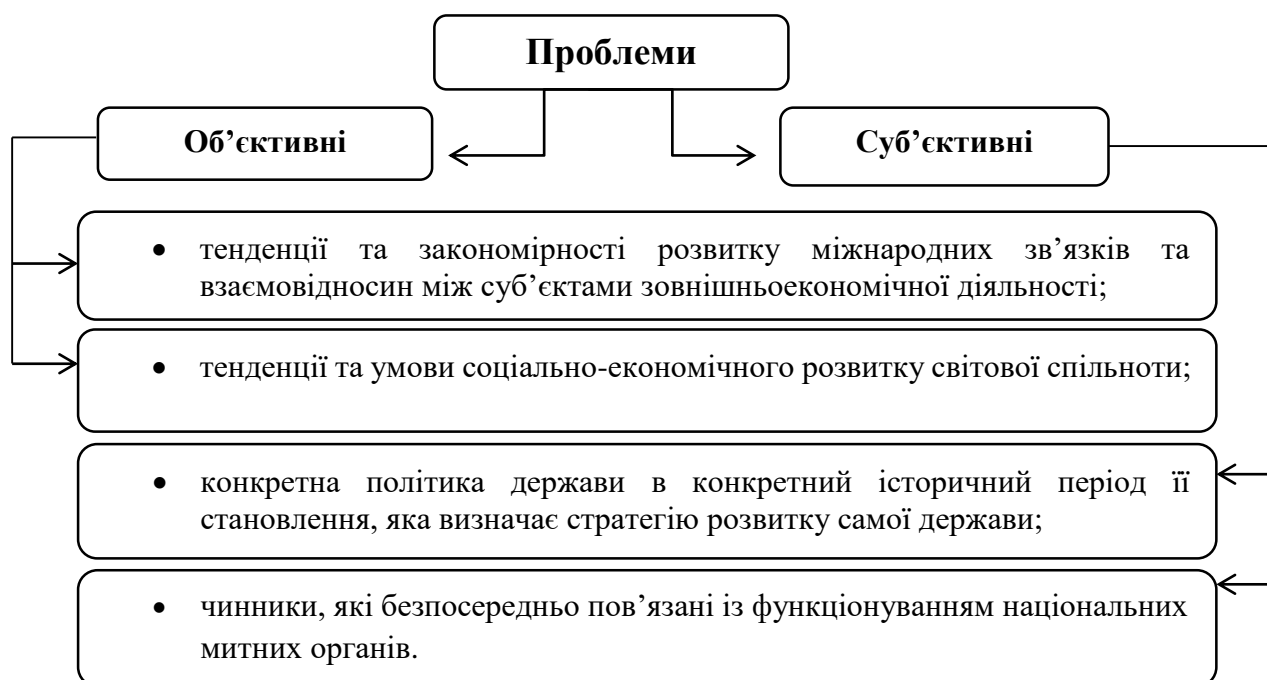 Проблеми
Об’єктивні
Суб’єктивні
• тенденції та закономірності розвитку міжнародних зв’язків та
взаємовідносин між суб’єктами зовнішньоекономічної діяльності;
• тенденції та умови соціально-економічного розвитку світової спільноти;
• конкретна політика держави в конкретний історичний період її
становлення, яка визначає стратегію розвитку самої держави;
• чинники, які безпосередньо пов’язані із функціонуванням національних
митних органів.